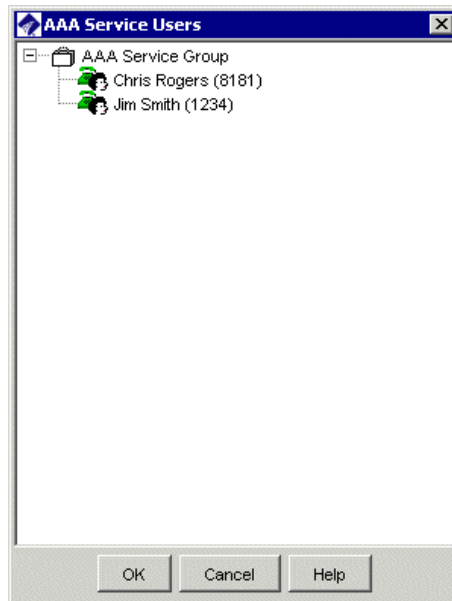 AAA Service Users
AAA Service Group
Chris Rogers (8181)
Jim Smith (1234)
OK Cancel Help